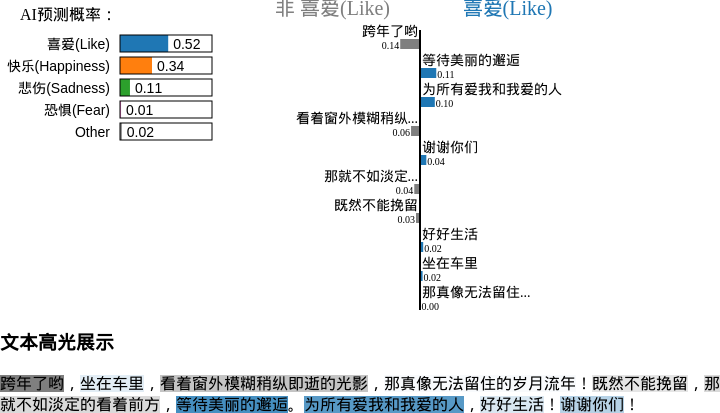 AI预测概率：
喜爱(Like) 0.52
快乐(Happiness) 0.34
悲伤(Sadness) 0.11
恐惧(Fear) 0.01
Other 0.02
非 喜爱(Like) 喜爱(Like)
跨年了哟
0.14
等待美丽的邂逅
0.11
为所有爱我和我爱的人
0.10
看着窗外模糊稍纵...
0.06
谢谢你们
0.04
那就不如淡定...
0.04
既然不能挽留
0.03
好好生活
0.02
坐在车里
0.02
那真像无法留住...
0.00
文本高光展示
跨年了哟，坐在车里，看着窗外模糊稍纵即逝的光影，那真像无法留住的岁月流年！既然不能挽留，那
就不如淡定的看着前方，等待美丽的邂逅。为所有爱我和我爱的人，好好生活！谢谢你们！